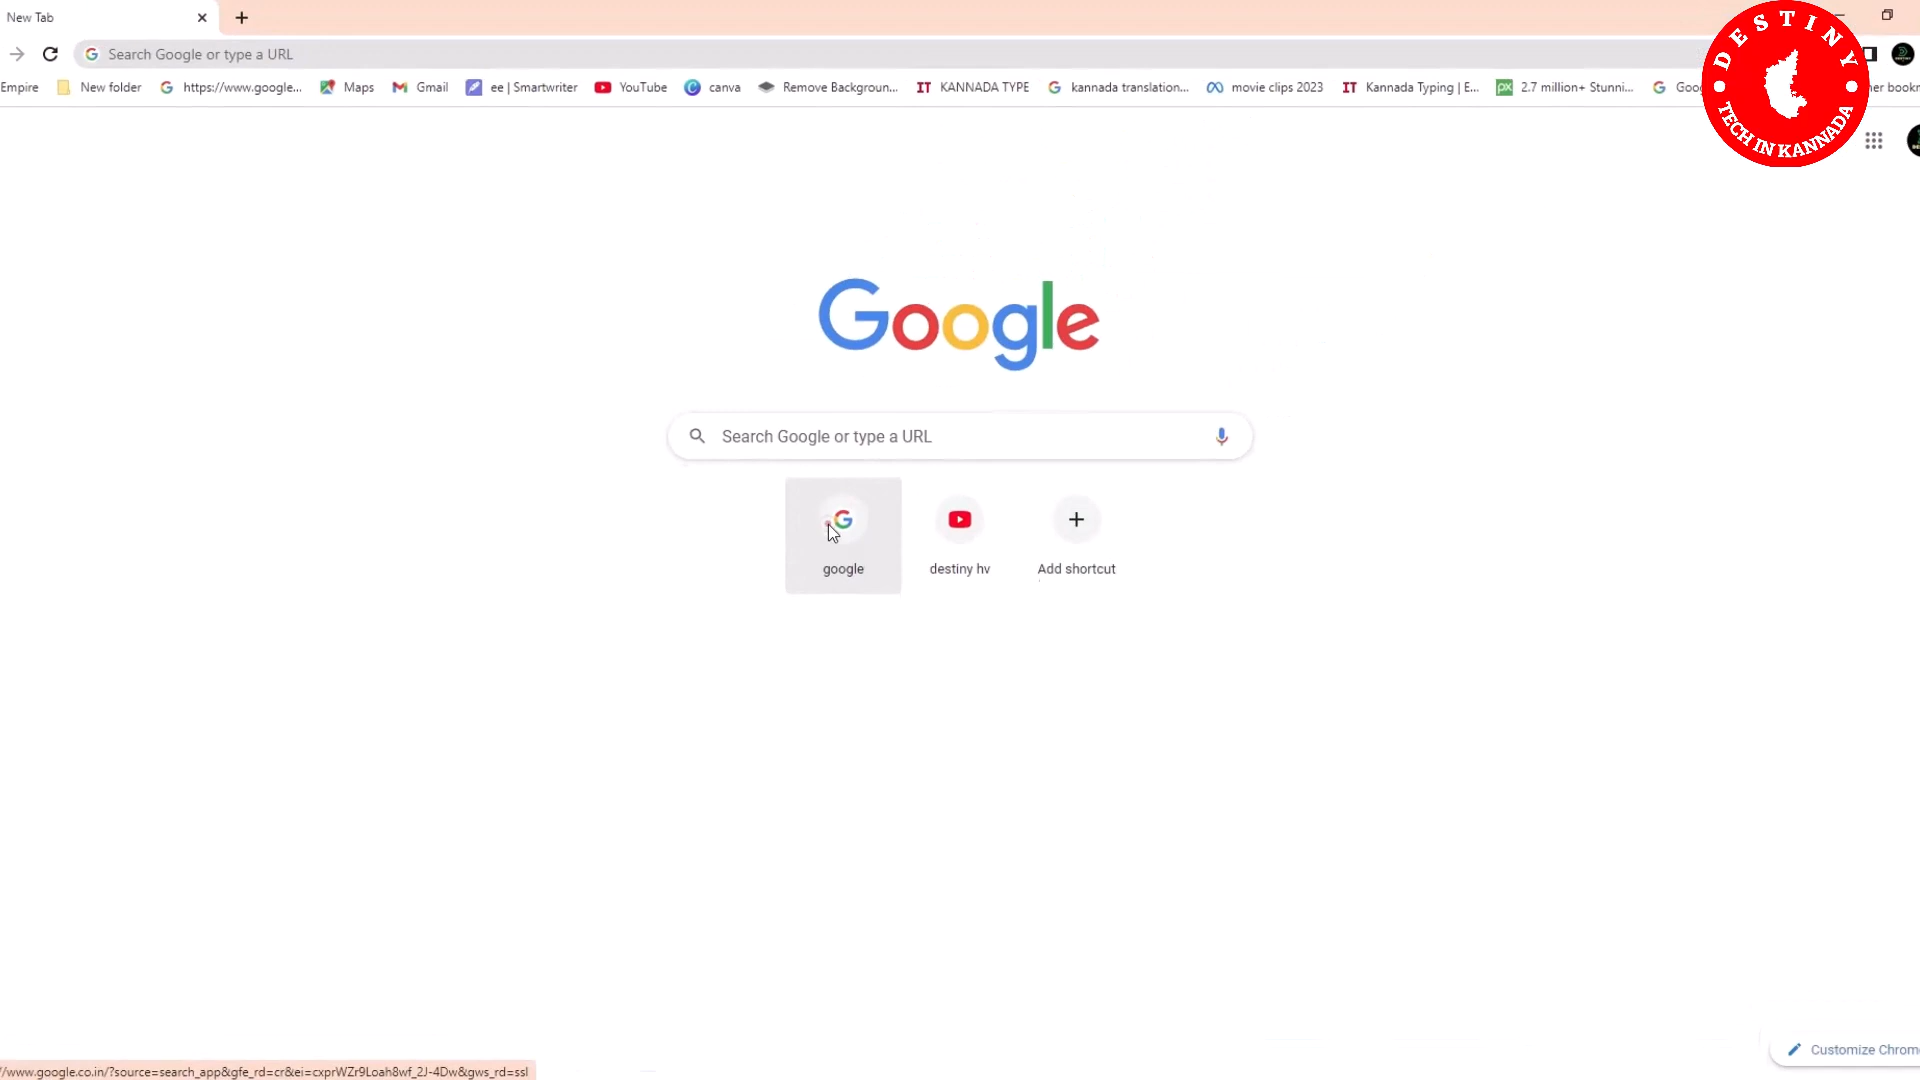 New Tab
Search Google or type a URL
Empire New folder https://www.google... Maps Gmail ee | Smartwriter YouTube canva Remove Backgroun... KANNADA TYPE kannada translation... movie clips 2023 Kannada Typing | E... 2.7 million+ Stunni...
DESTINY
TECH IN KANNADA
Google
Search Google or type a URL
google destiny hv Add shortcut
Customize Chrom
/www.google.co.in/?source=search_app&gfe_rd=cr&ei=cxprWZr9Loah8wf_2J-4Dw&gws_rd=ssl